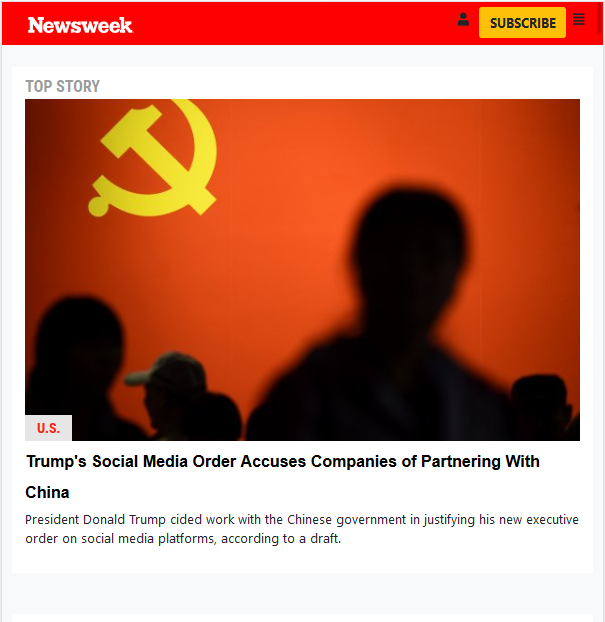 Newsweek
SUBSCRIBE
TOP STORY
U.S.
Trump's Social Media Order Accuses Companies of Partnering With
China
President Donald Trump cided work with the Chinese government in justifying his new executive
order on social media platforms, according to a draft.